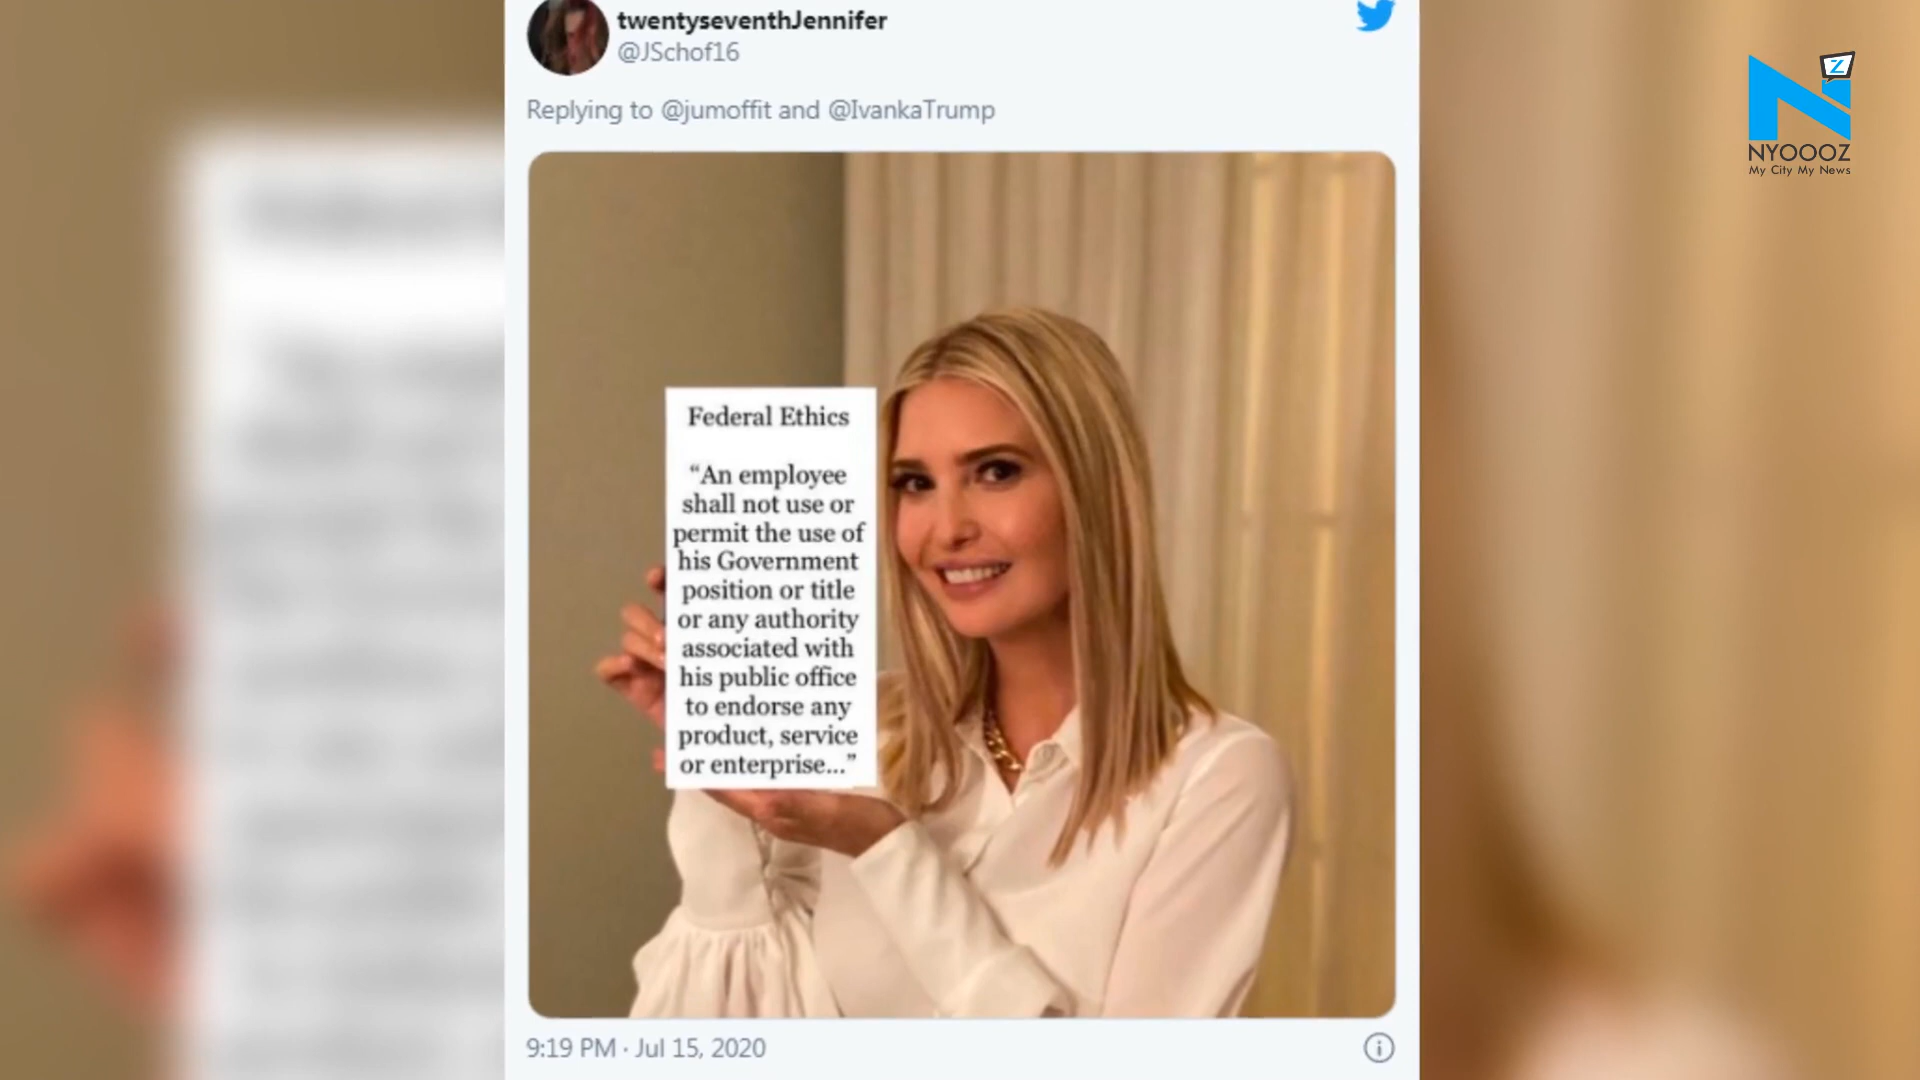 twentyseventhJennifer
@JSchof16
Replying to @jumoffit and @IvankaTrump
Z
NYOOOZ
My City My News
Federal Ethics
“An employee
shall not use or
permit the use of
his Government
position or title
or any authority
associated with
his public office
to endorse any
product, service
or enterprise...”
9:19 PM · Jul 15, 2020